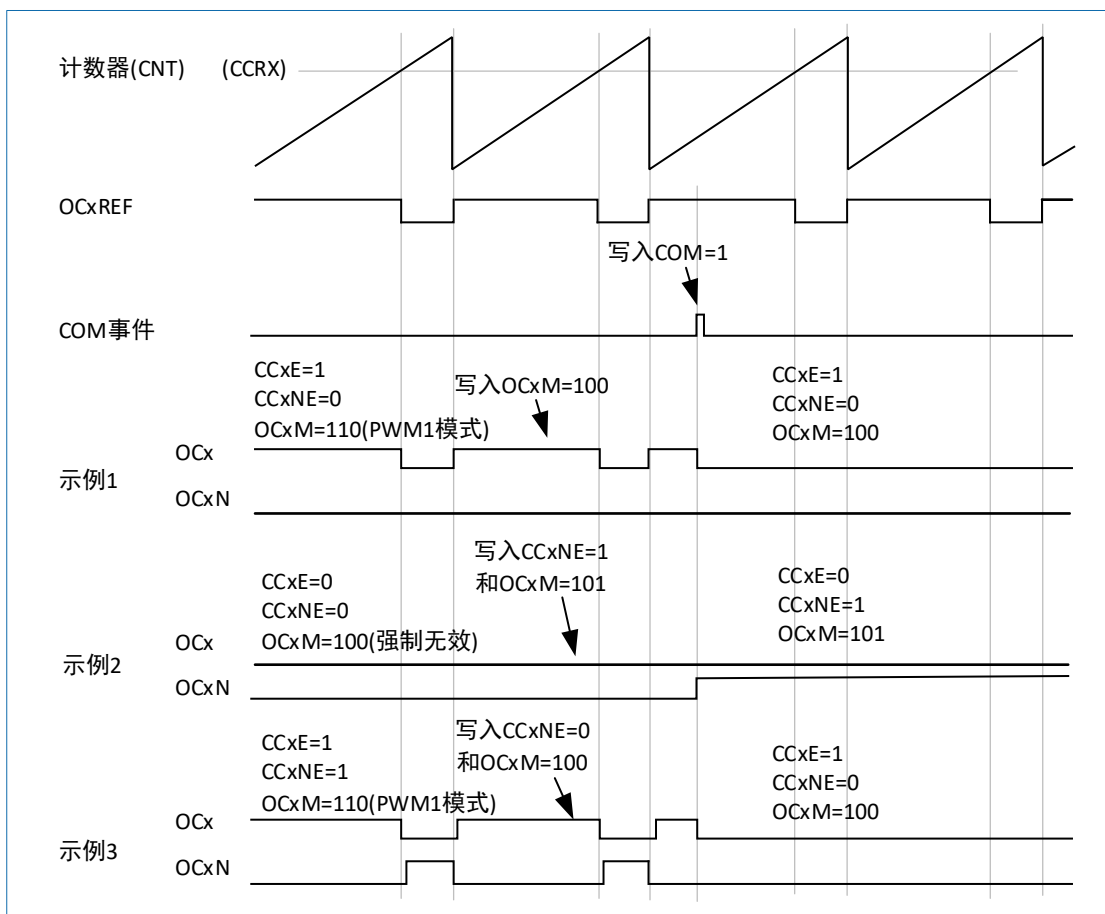 计数器(CNT) (CCRX)
OCxREF
写入COM=1
COM事件
CCxE=1
CCxNE=0
OCxM=110(PWM1模式)
写入OCxM=100
CCxE=1
CCxNE=0
OCxM=100
OCx
示例1
OCxN
CCxE=0
CCxNE=0
OCxM=100(强制无效)
写入CCxNE=1
和OCxM=101
CCxE=0
CCxNE=1
OCxM=101
OCx
示例2
OCxN
CCxE=1
CCxNE=1
OCxM=110(PWM1模式)
写入CCxNE=0
和OCxM=100
CCxE=1
CCxNE=0
OCxM=100
OCx
示例3
OCxN